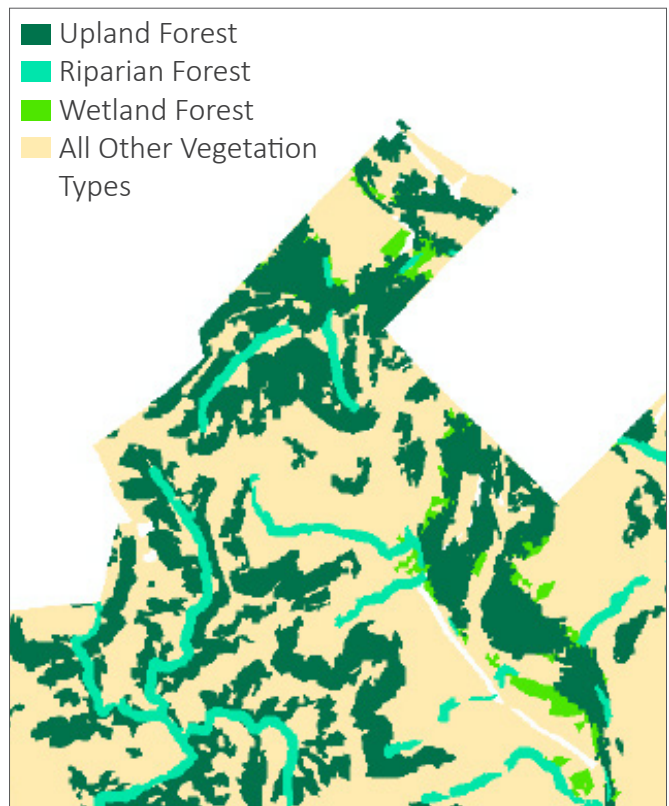 Upland Forest
Riparian Forest
Wetland Forest
All Other Vegetation
Types